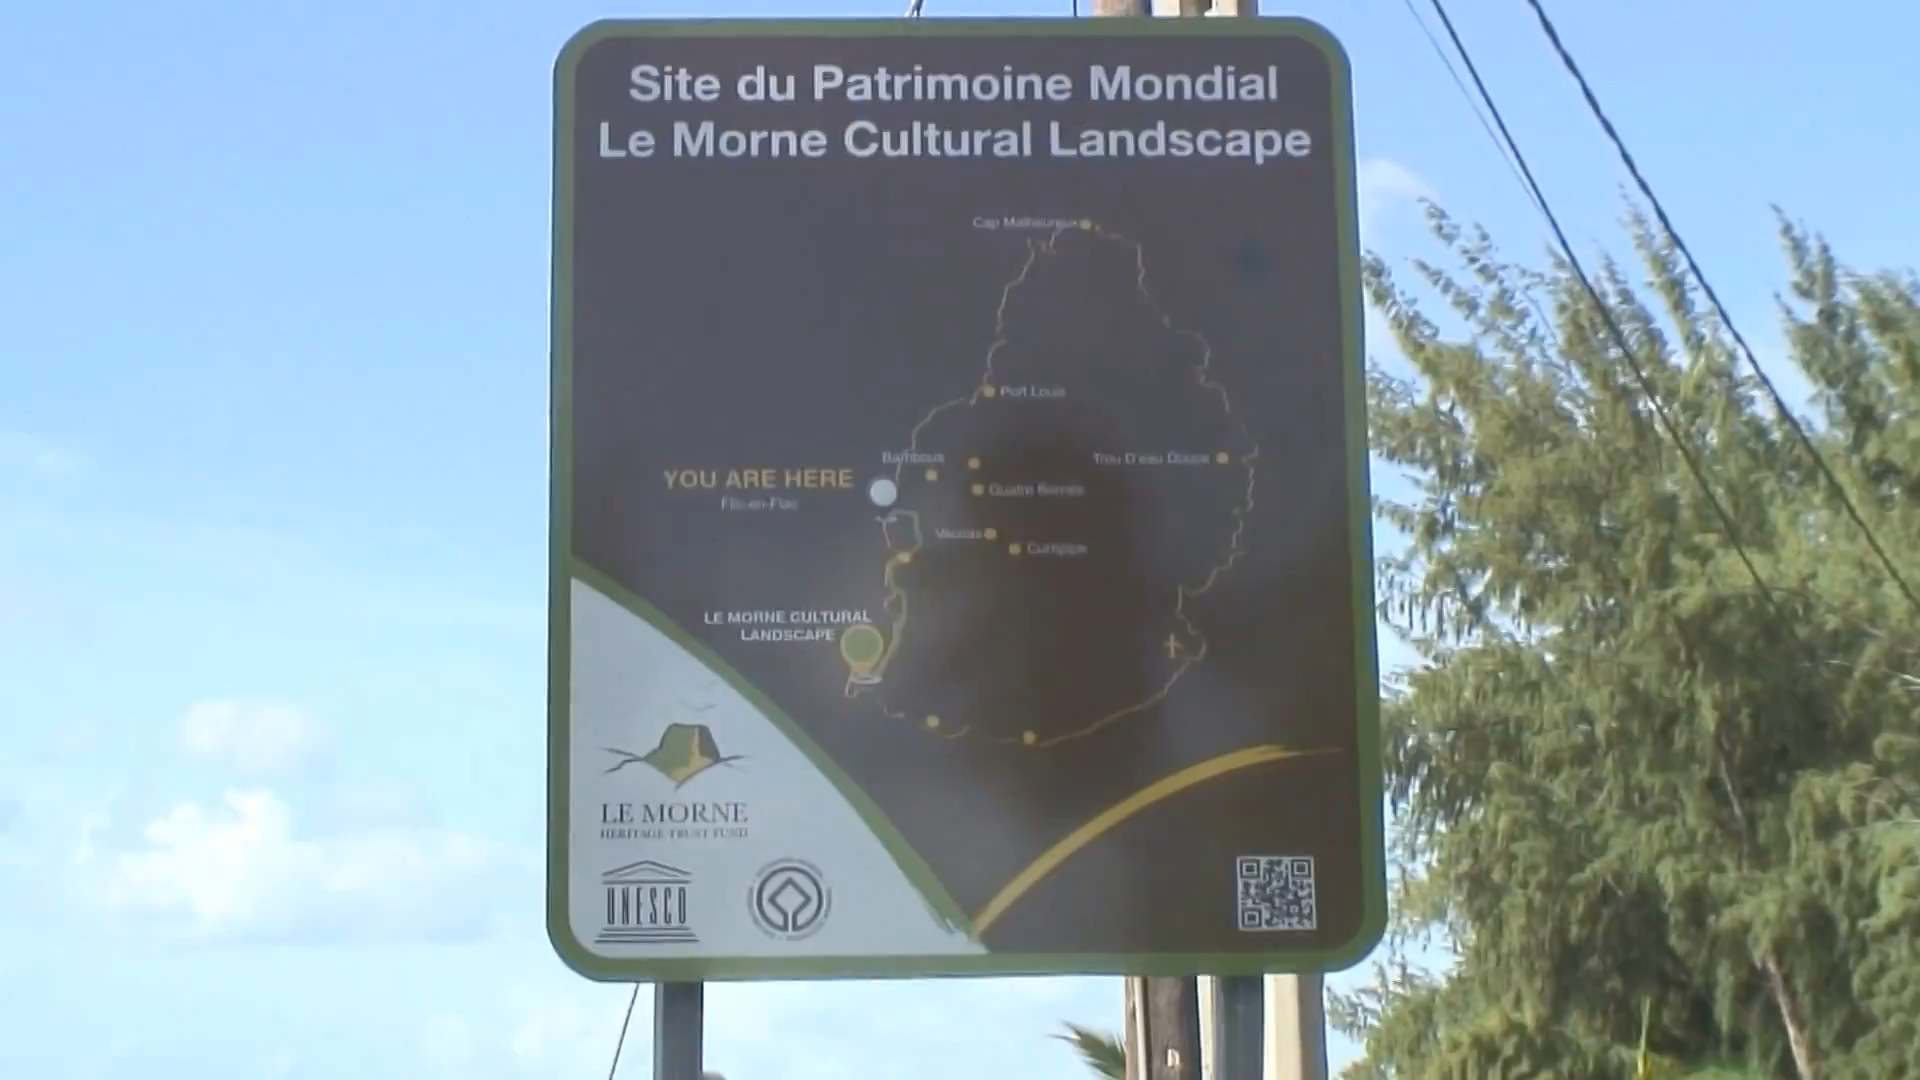 Site du Patrimoine Mondial
Le Morne Cultural Landscape
Cap Malheureux
Port Louis
Bambous
Trou D'eau Douce
YOU ARE HERE
Flic-en-Flac
Quatre Bornes
Vacoas
Curepipe
LE MORNE CULTURAL
LANDSCAPE
LE MORNE
HERITAGE TRUST FUND
UNESCO